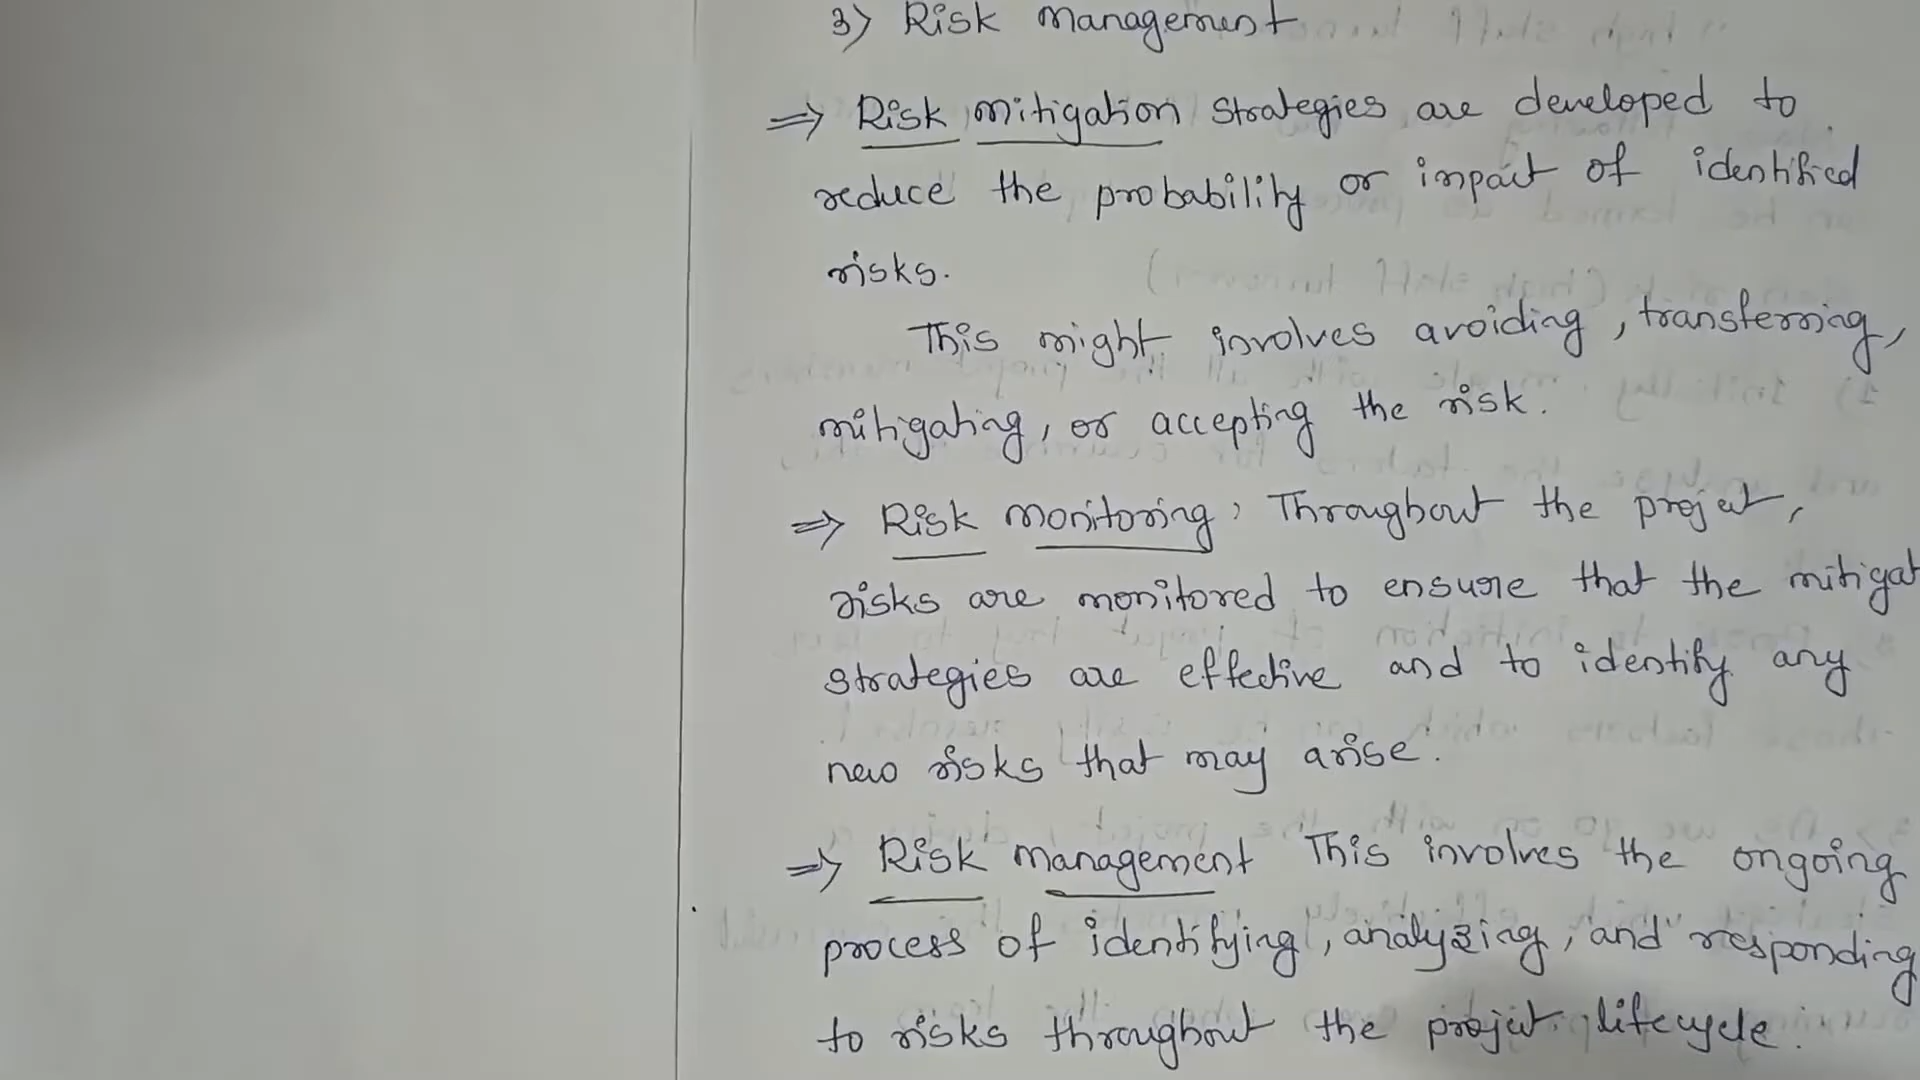 3) Risk management
⇒ Risk mitigation strategies are developed to
reduce the probability or impact of identified
risks.
This might involves avoiding, transferring,
mitigating, or accepting the risk.
⇒ Risk monitoring: Throughout the project,
risks are monitored to ensure that the mitigat
strategies are effective and to identify any
new risks that may arise.
⇒ Risk management This involves the ongoing
process of identifying, analyzing, and responding
to risks throughout the project lifecycle.